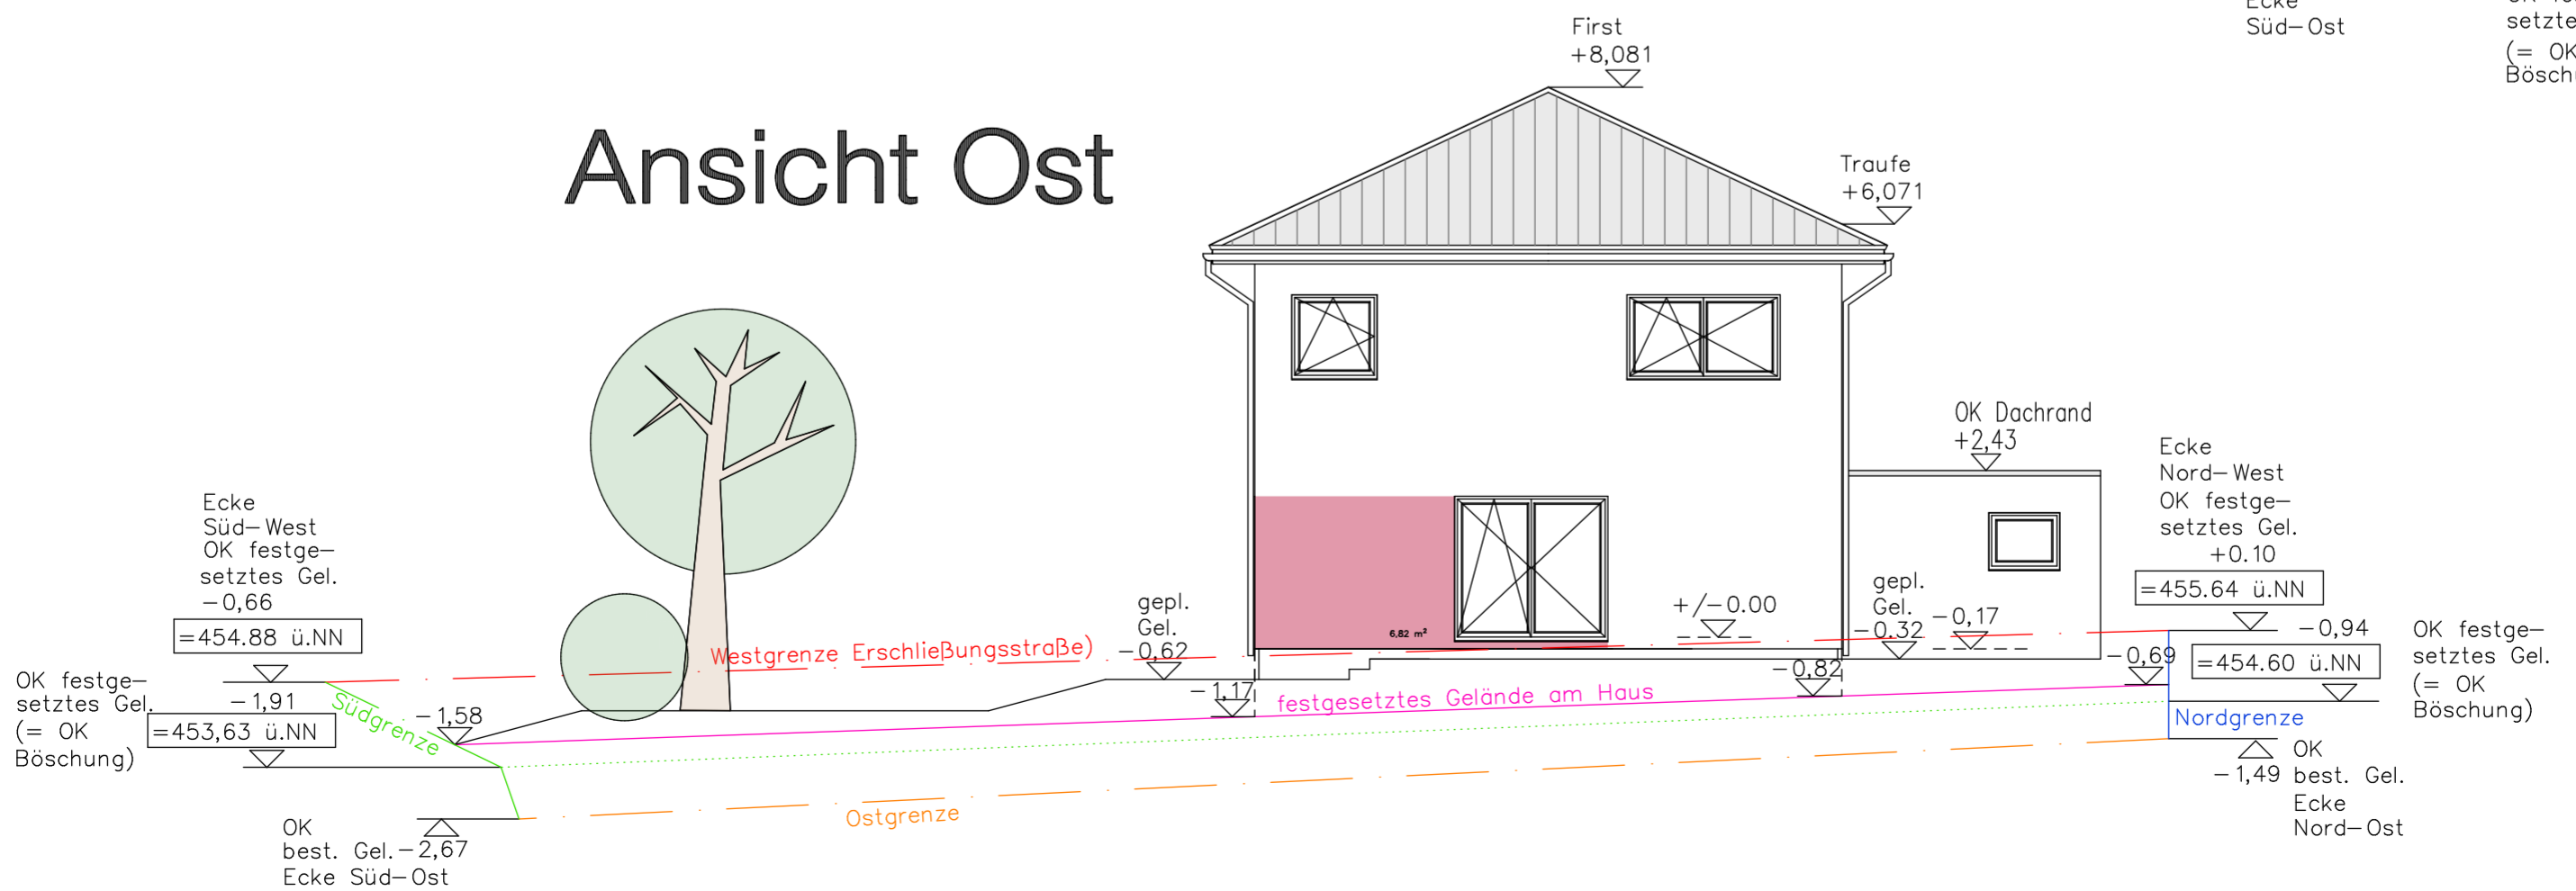 Ecke
Süd-Ost
setzte
(= OK
Bösch
First
+8,081
Ansicht Ost
Traufe
+6,071
OK Dachrand
+2,43
Ecke
Nord-West
OK festge-
setztes Gel.
+0.10
=455.64 ü.NN
Ecke
Süd-West
OK festge-
setztes Gel.
-0,66
=454.88 ü.NN
OK festge-
setztes Gel.
(= OK
Böschung)
-1,91
=453,63 ü.NN
Südgrenze
-1,58
Westgrenze Erschließungsstraße)
gepl.
Gel.
-0,62
-1,17
6,82 m²
+/-0.00
gepl.
Gel.
-0.32
-0,17
-0,82
-0,69
festgesetztes Gelände am Haus
-0,94
=454.60 ü.NN
OK festge-
setztes Gel.
(= OK
Böschung)
Nordgrenze
Ostgrenze
OK
best. Gel.
-1,49
Ecke
Nord-Ost
OK
best. Gel.-2,67
Ecke Süd-Ost